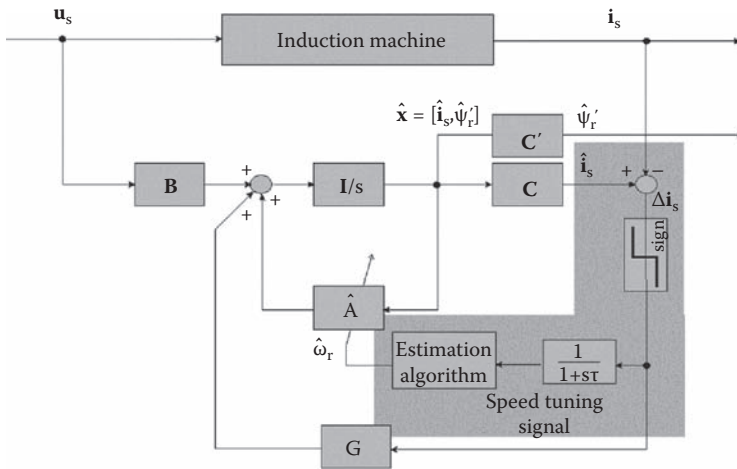 u_s
i_s
Induction machine
x̂ = [î_s, ψ̂_r′]
C′
ψ̂_r′
B
+
+
+
I/s
C
î_s
+
−
Δi_s
sign
Â
ω̂_r
Estimation
algorithm
1
1+sτ
Speed tuning
signal
G